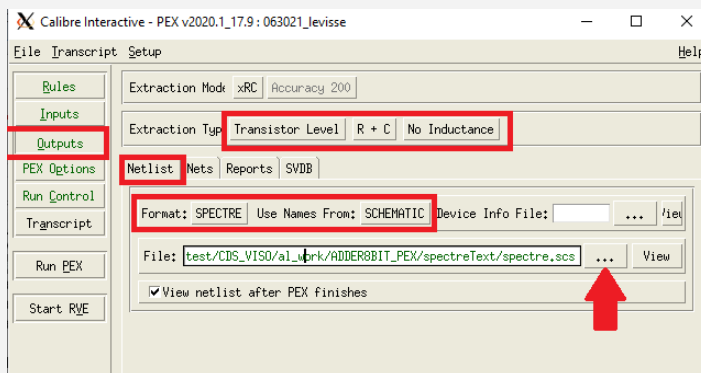 Calibre Interactive - PEX v2020.1_17.9 : 063021_levisse
File Transcript Setup Help
Rules
Inputs
Outputs
PEX Options
Run Control
Transcript
Run PEX
Start RVE
Extraction Mode xRC Accuracy 200
Extraction Typ Transistor Level R + C No Inductance
Netlist Nets Reports SVDB
Format: SPECTRE Use Names From: SCHEMATIC Device Info File: ...
File: test/CDS_VISO/al_work/ADDER8BIT_PEX/spectreText/spectre.scs ... View
View netlist after PEX finishes